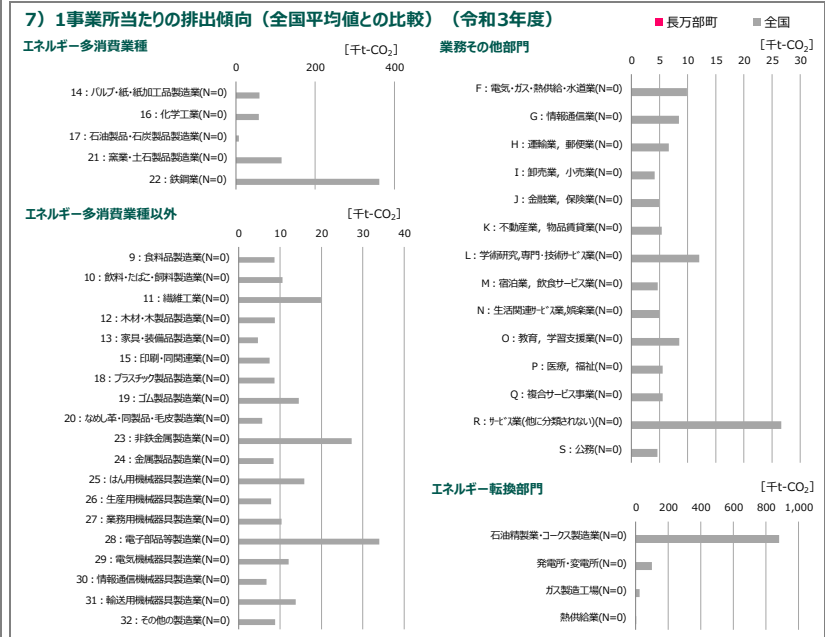 7）1事業所当たりの排出傾向（全国平均値との比較）（令和3年度）
■長万部町 ■全国
エネルギー多消費業種
[千t-CO₂]
0 200 400
14：パルプ・紙・紙加工品製造業(N=0)
16：化学工業(N=0)
17：石油製品・石炭製品製造業(N=0)
21：窯業・土石製品製造業(N=0)
22：鉄鋼業(N=0)
エネルギー多消費業種以外
[千t-CO₂]
0 10 20 30 40
9：食料品製造業(N=0)
10：飲料・たばこ・飼料製造業(N=0)
11：繊維工業(N=0)
12：木材・木製品製造業(N=0)
13：家具・装備品製造業(N=0)
15：印刷・同関連業(N=0)
18：プラスチック製品製造業(N=0)
19：ゴム製品製造業(N=0)
20：なめし革・同製品・毛皮製造業(N=0)
23：非鉄金属製造業(N=0)
24：金属製品製造業(N=0)
25：はん用機械器具製造業(N=0)
26：生産用機械器具製造業(N=0)
27：業務用機械器具製造業(N=0)
28：電子部品等製造業(N=0)
29：電気機械器具製造業(N=0)
30：情報通信機械器具製造業(N=0)
31：輸送用機械器具製造業(N=0)
32：その他の製造業(N=0)
業務その他部門
[千t-CO₂]
0 5 10 15 20 25 30
F：電気・ガス・熱供給・水道業(N=0)
G：情報通信業(N=0)
H：運輸業，郵便業(N=0)
I：卸売業，小売業(N=0)
J：金融業，保険業(N=0)
K：不動産業，物品賃貸業(N=0)
L：学術研究,専門・技術ｻｰﾋﾞｽ業(N=0)
M：宿泊業，飲食サービス業(N=0)
N：生活関連ｻｰﾋﾞｽ業,娯楽業(N=0)
O：教育，学習支援業(N=0)
P：医療，福祉(N=0)
Q：複合サービス事業(N=0)
R：ｻｰﾋﾞｽ業(他に分類されない)(N=0)
S：公務(N=0)
エネルギー転換部門
[千t-CO₂]
0 200 400 600 800 1,000
石油精製業・コークス製造業(N=0)
発電所・変電所(N=0)
ガス製造工場(N=0)
熱供給業(N=0)